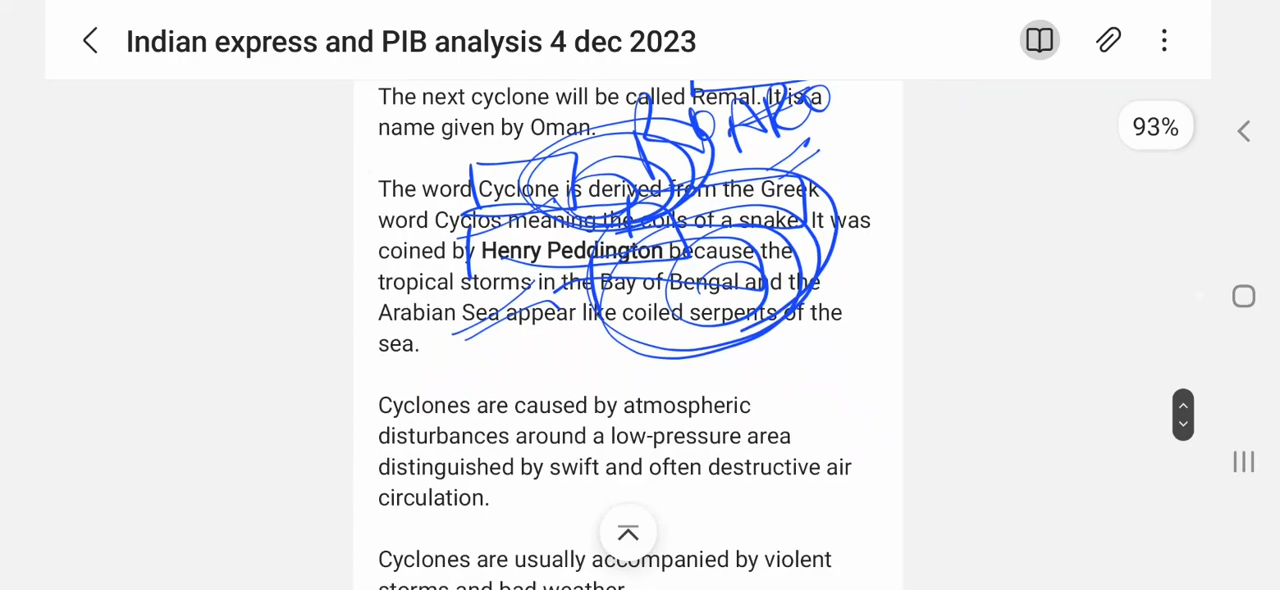 Indian express and PIB analysis 4 dec 2023
93%
The next cyclone will be called Remal. It is a
name given by Oman.
The word Cyclone is derived from the Greek
word Cyclos meaning the coils of a snake. It was
coined by Henry Peddington because the
tropical storms in the Bay of Bengal and the
Arabian Sea appear like coiled serpents of the
sea.
Cyclones are caused by atmospheric
disturbances around a low-pressure area
distinguished by swift and often destructive air
circulation.
Cyclones are usually accompanied by violent
storms and bad weather.